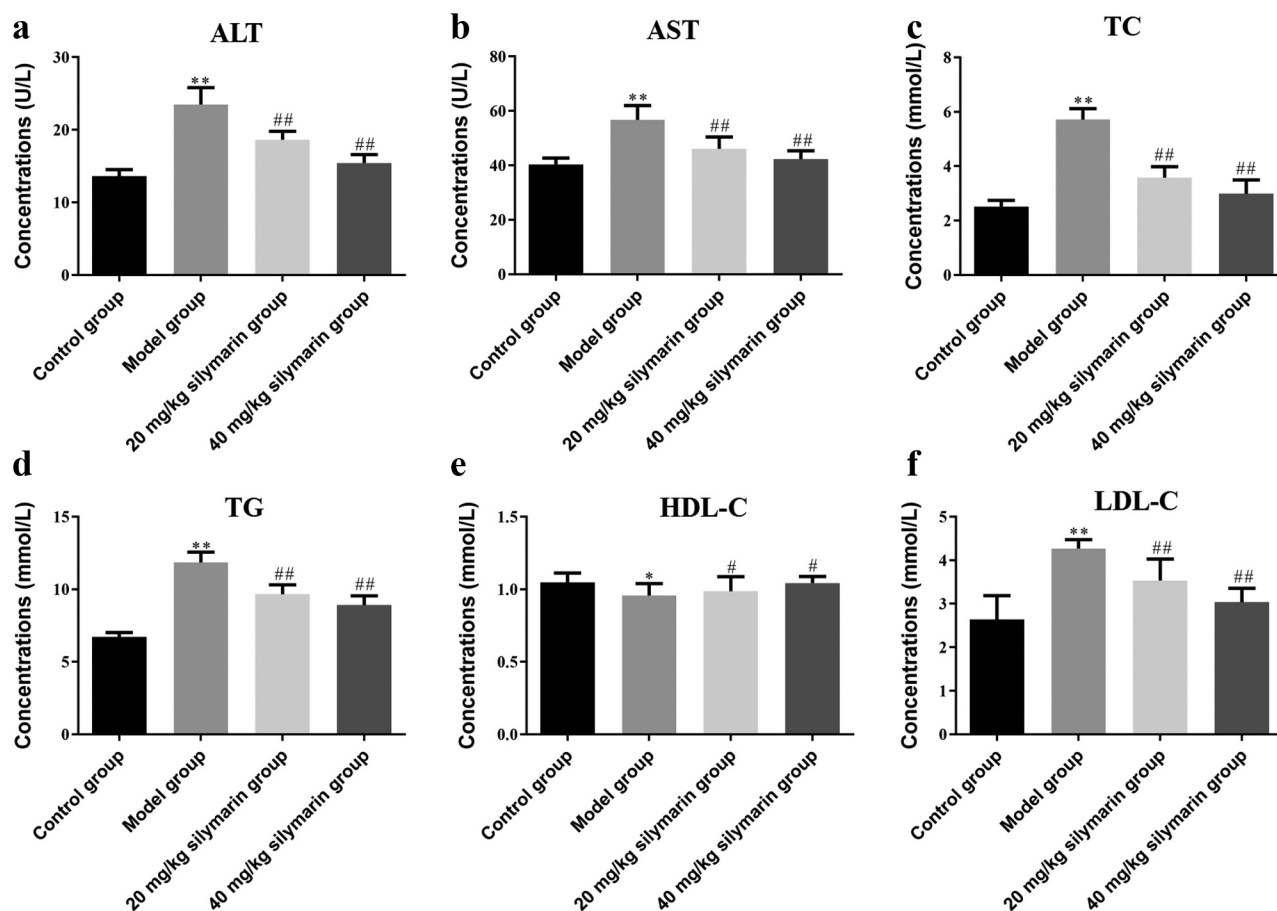 a
ALT
Concentrations (U/L)
30
20
10
0
**
##
##
Control group
Model group
20 mg/kg silymarin group
40 mg/kg silymarin group
b
AST
Concentrations (U/L)
80
60
40
20
0
**
##
##
Control group
Model group
20 mg/kg silymarin group
40 mg/kg silymarin group
c
TC
Concentrations (mmol/L)
8
6
4
2
0
**
##
##
Control group
Model group
20 mg/kg silymarin group
40 mg/kg silymarin group
d
TG
Concentrations (mmol/L)
15
10
5
0
**
##
##
Control group
Model group
20 mg/kg silymarin group
40 mg/kg silymarin group
e
HDL-C
Concentrations (mmol/L)
1.5
1.0
0.5
0.0
*
#
#
Control group
Model group
20 mg/kg silymarin group
40 mg/kg silymarin group
f
LDL-C
Concentrations (mmol/L)
5
4
3
2
1
0
**
##
##
Control group
Model group
20 mg/kg silymarin group
40 mg/kg silymarin group